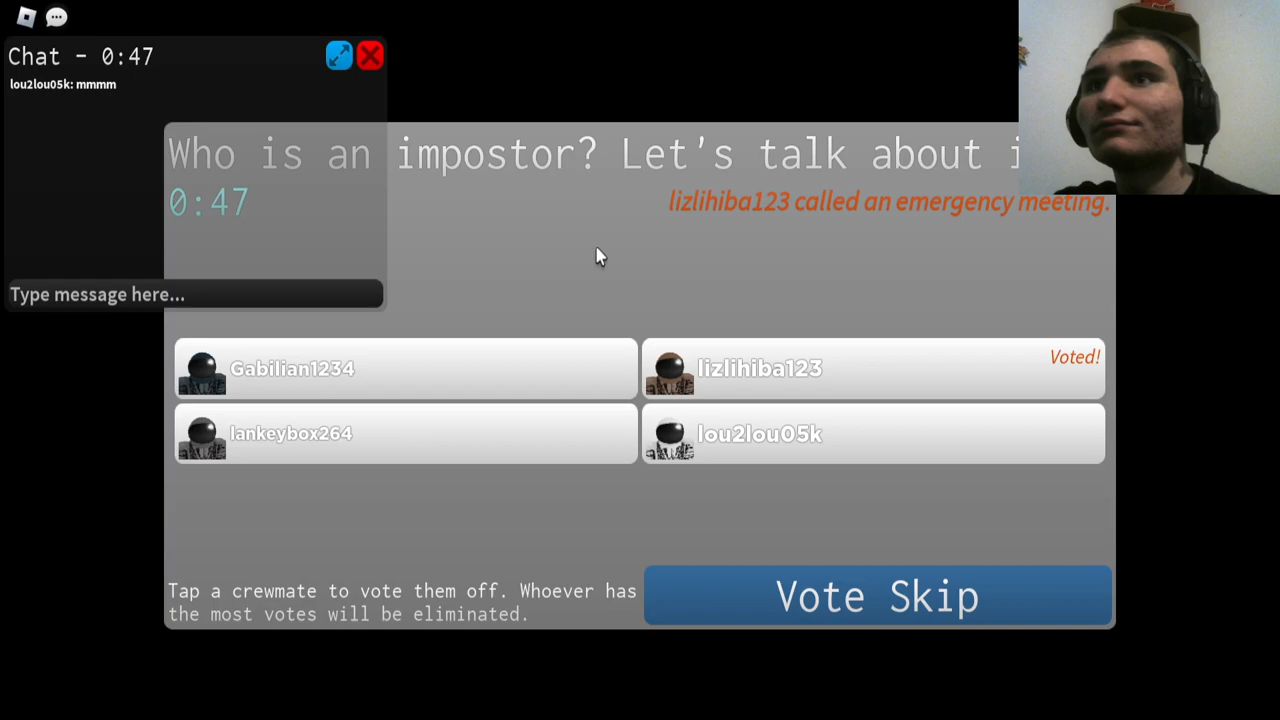 Chat - 0:47
lou2lou05k: mmmm
Type message here...
Who is an impostor? Let's talk about
0:47
lizlihiba123 called an emergency meeting.
Gabilian1234
lizlihiba123
Voted!
lankeybox264
lou2lou05k
Tap a crewmate to vote them off. Whoever has
the most votes will be eliminated.
Vote Skip